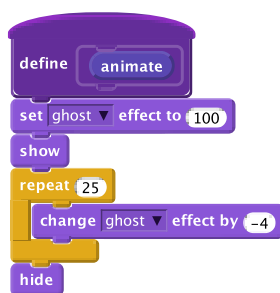 define animate
set ghost ▼ effect to 100
show
repeat 25
change ghost ▼ effect by -4
hide